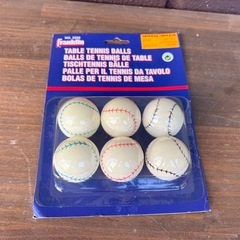 Franklin
TABLE TENNIS BALLS
BALLS DE TENNIS DE TABLE
TISCHTENNIS BÄLLE
PALLE PER IL TENNIS DA TAVOLO
BOLAS DE TENNIS DE MESA